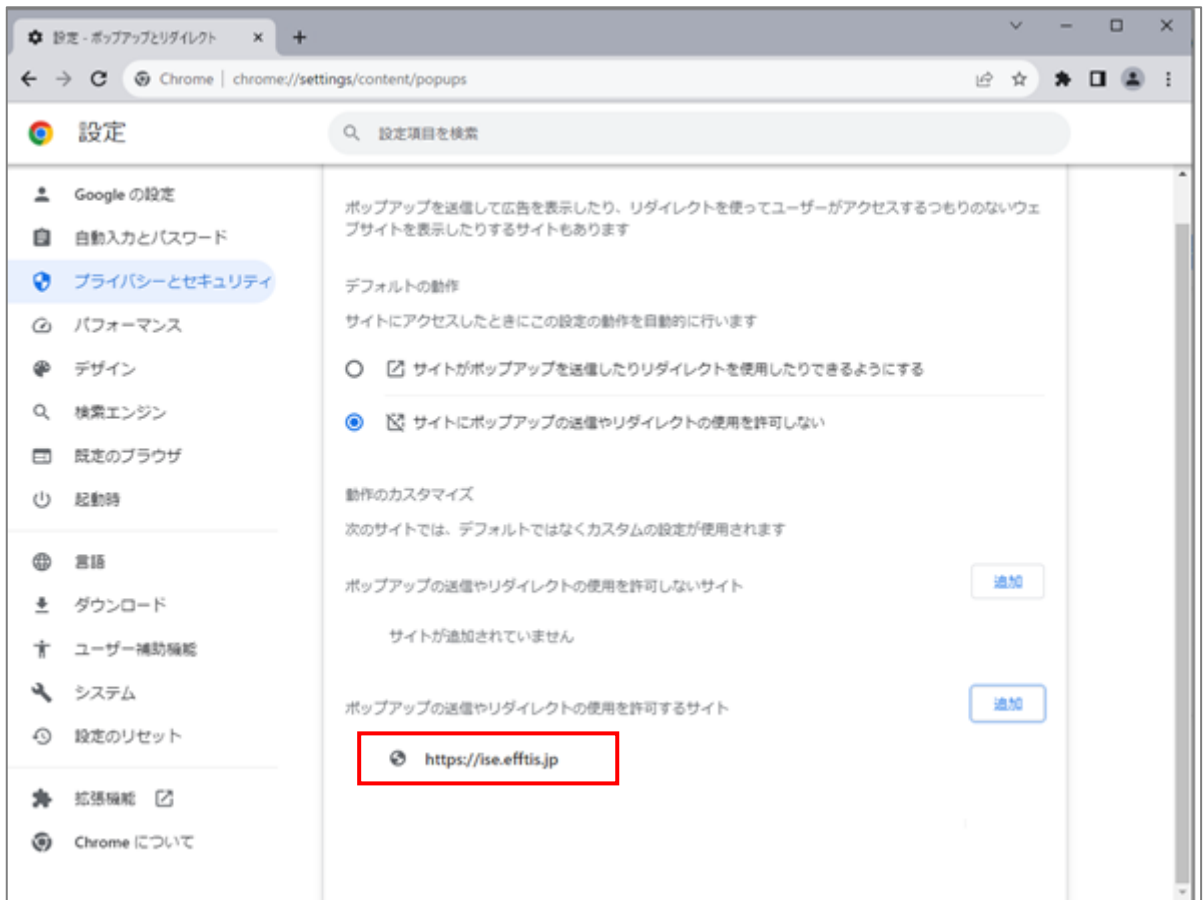 設定 - ポップアップとリダイレクト
Chrome | chrome://settings/content/popups
設定
設定項目を検索
Google の設定
自動入力とパスワード
プライバシーとセキュリティ
パフォーマンス
デザイン
検索エンジン
既定のブラウザ
起動時
言語
ダウンロード
ユーザー補助機能
システム
設定のリセット
拡張機能
Chrome について
ポップアップを送信して広告を表示したり、リダイレクトを使ってユーザーがアクセスするつもりのないウェ
ブサイトを表示したりするサイトもあります
デフォルトの動作
サイトにアクセスしたときにこの設定の動作を自動的に行います
サイトがポップアップを送信したりリダイレクトを使用したりできるようにする
サイトにポップアップの送信やリダイレクトの使用を許可しない
動作のカスタマイズ
次のサイトでは、デフォルトではなくカスタムの設定が使用されます
ポップアップの送信やリダイレクトの使用を許可しないサイト
追加
サイトが追加されていません
ポップアップの送信やリダイレクトの使用を許可するサイト
追加
https://ise.efftis.jp